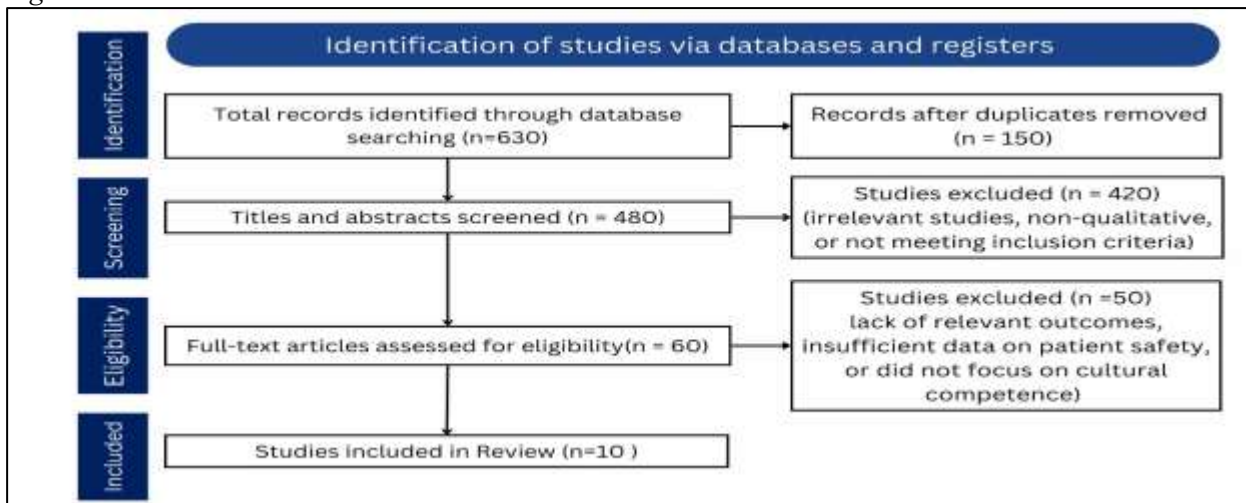 Identification of studies via databases and registers
Identification
Total records identified through database
searching (n=630)
Records after duplicates removed
(n = 150)
Screening
Titles and abstracts screened (n = 480)
Studies excluded (n = 420)
(irrelevant studies, non-qualitative,
or not meeting inclusion criteria)
Eligibility
Full-text articles assessed for eligibility(n = 60)
Studies excluded (n =50)
lack of relevant outcomes,
insufficient data on patient safety,
or did not focus on cultural
competence)
Included
Studies included in Review (n=10 )